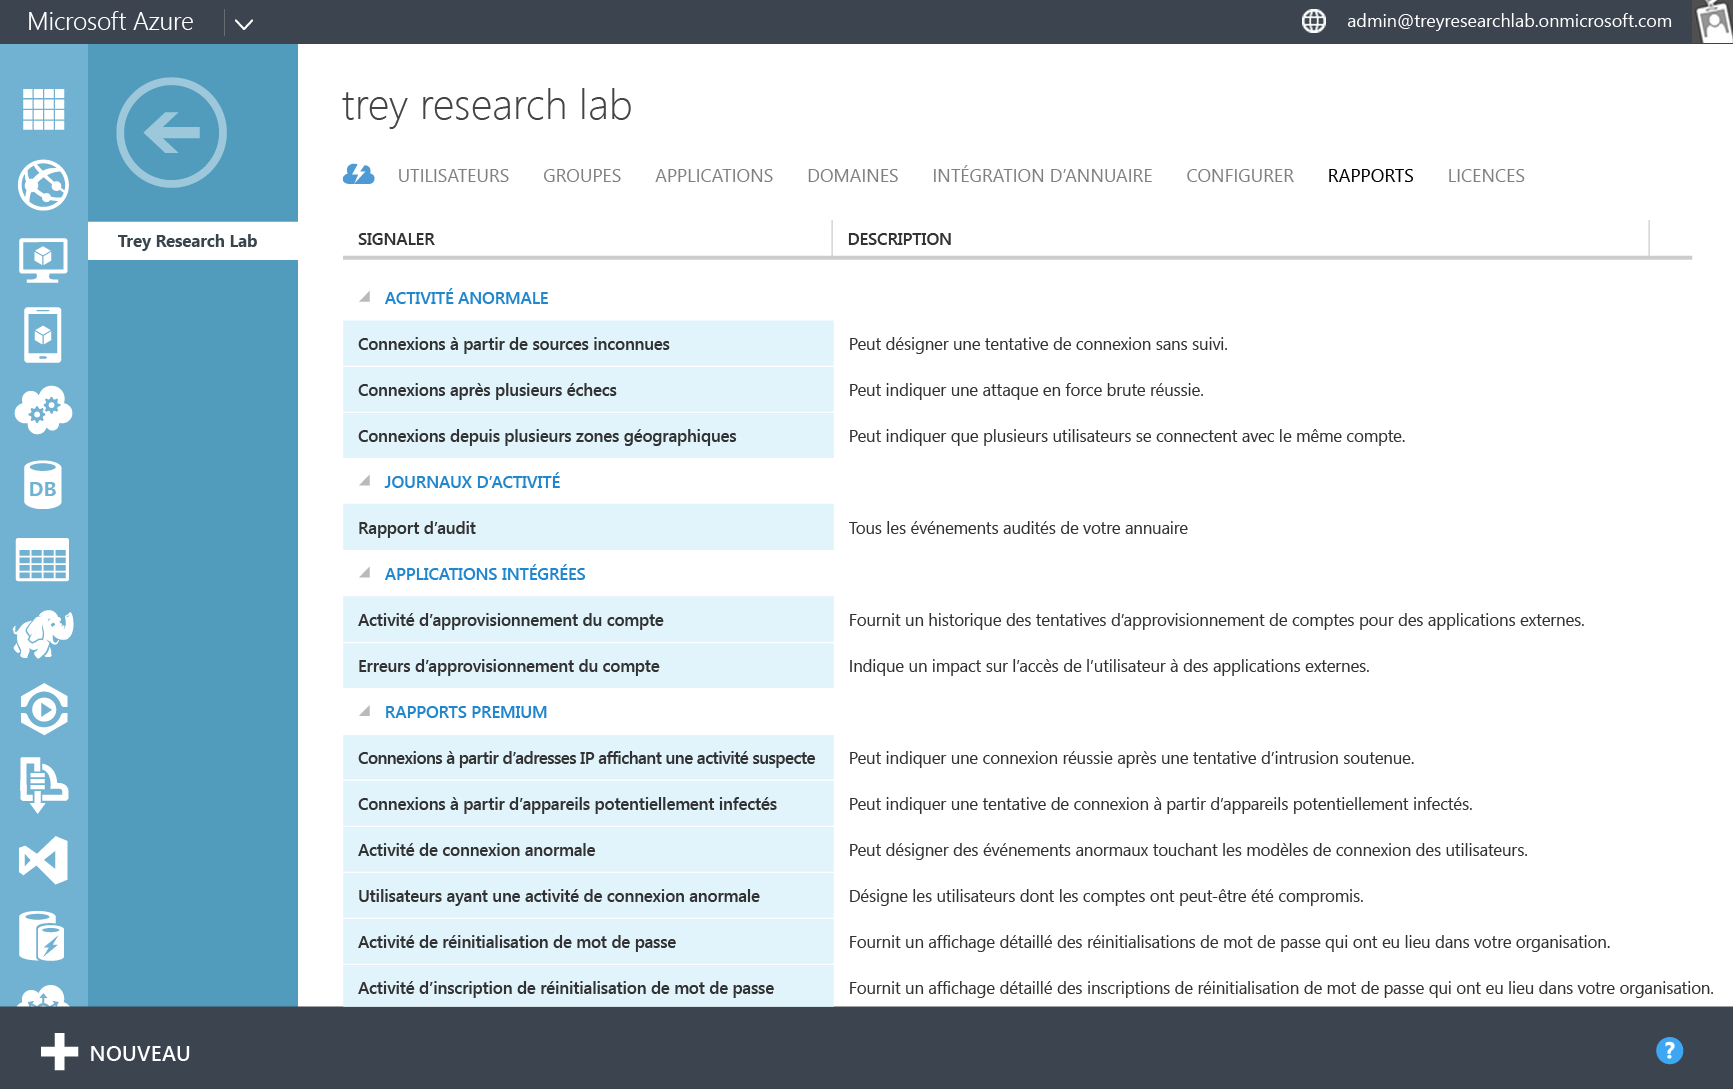 Microsoft Azure
admin@treyresearchlab.onmicrosoft.com
trey research lab
UTILISATEURS GROUPES APPLICATIONS DOMAINES INTÉGRATION D’ANNUAIRE CONFIGURER RAPPORTS LICENCES
Trey Research Lab
SIGNALER DESCRIPTION
ACTIVITÉ ANORMALE
Connexions à partir de sources inconnues Peut désigner une tentative de connexion sans suivi.
Connexions après plusieurs échecs Peut indiquer une attaque en force brute réussie.
Connexions depuis plusieurs zones géographiques Peut indiquer que plusieurs utilisateurs se connectent avec le même compte.
JOURNAUX D’ACTIVITÉ
Rapport d’audit Tous les événements audités de votre annuaire
APPLICATIONS INTÉGRÉES
Activité d’approvisionnement du compte Fournit un historique des tentatives d’approvisionnement de comptes pour des applications externes.
Erreurs d’approvisionnement du compte Indique un impact sur l’accès de l’utilisateur à des applications externes.
RAPPORTS PREMIUM
Connexions à partir d’adresses IP affichant une activité suspecte Peut indiquer une connexion réussie après une tentative d’intrusion soutenue.
Connexions à partir d’appareils potentiellement infectés Peut indiquer une tentative de connexion à partir d’appareils potentiellement infectés.
Activité de connexion anormale Peut désigner des événements anormaux touchant les modèles de connexion des utilisateurs.
Utilisateurs ayant une activité de connexion anormale Désigne les utilisateurs dont les comptes ont peut-être été compromis.
Activité de réinitialisation de mot de passe Fournit un affichage détaillé des réinitialisations de mot de passe qui ont eu lieu dans votre organisation.
Activité d’inscription de réinitialisation de mot de passe Fournit un affichage détaillé des inscriptions de réinitialisation de mot de passe qui ont eu lieu dans votre organisation.
DB
NOUVEAU
?